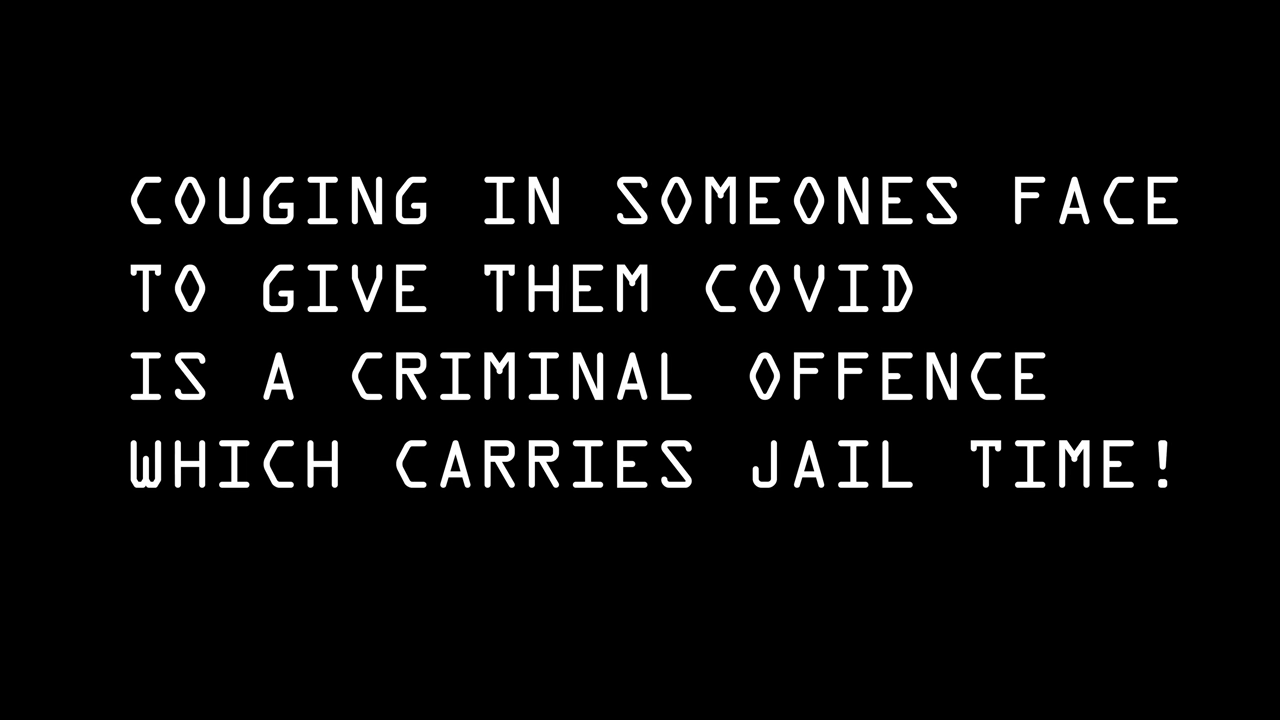 COUGING IN SOMEONES FACE
TO GIVE THEM COVID
IS A CRIMINAL OFFENCE
WHICH CARRIES JAIL TIME!